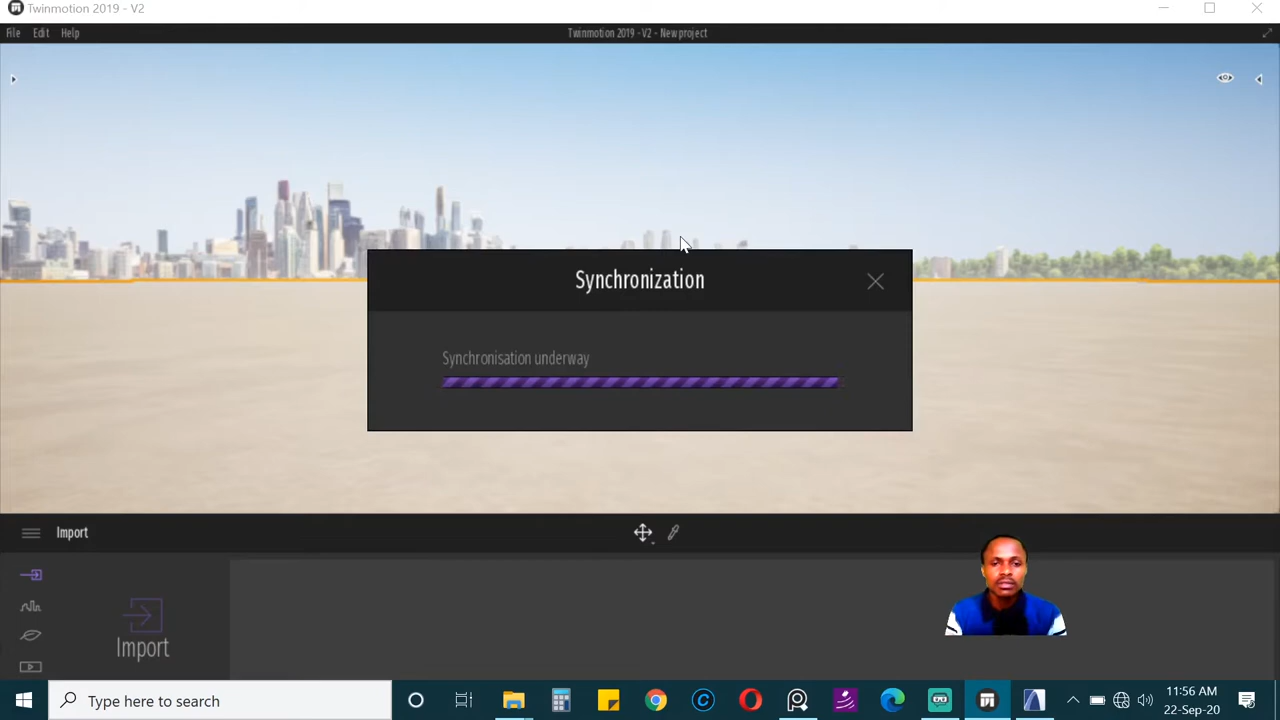 Twinmotion 2019 - V2
File Edit Help
Twinmotion 2019 - V2 - New project
Synchronization
Synchronisation underway
Import
Import
Type here to search
11:56 AM
22-Sep-20